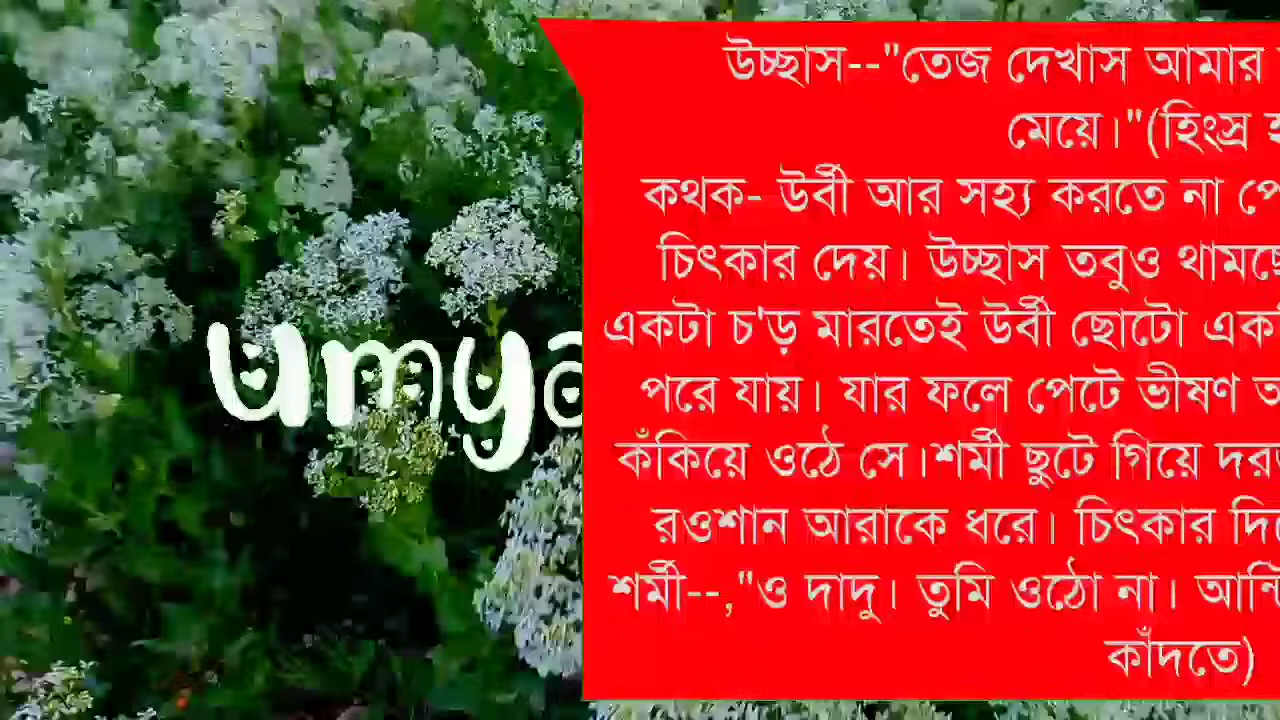 umya
উচ্ছাস--"তেজ দেখাস আমার
মেয়ে।"(হিংস্র
কথক- উর্বী আর সহ্য করতে না
চিৎকার দেয়। উচ্ছাস তবুও
একটা চ'ড় মারতেই উর্বী ছোটো
পরে যায়। যার ফলে পেটে ভীষণ
কঁকিয়ে ওঠে সে।শর্মী ছুটে গিয়ে
রওশান আরাকে ধরে। চিৎকার
শর্মী--,"ও দাদু। তুমি ওঠো না।
কাঁদতে)